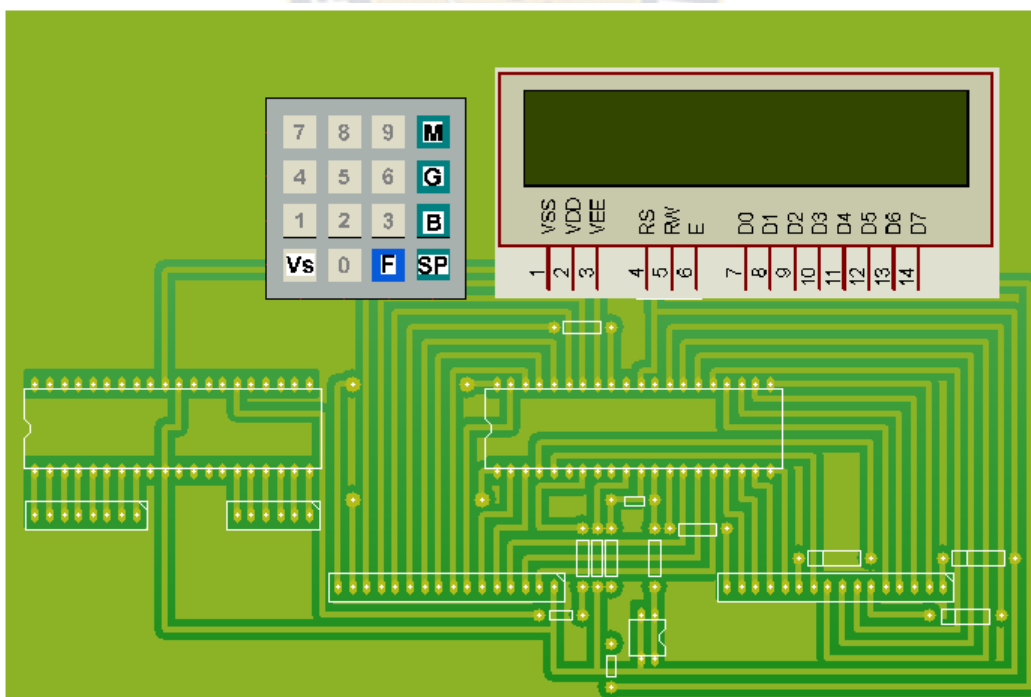 7 8 9 M
4 5 6 G
1 2 3 B
Vs 0 F SP
VSS VDD VEE RS RW E D0 D1 D2 D3 D4 D5 D6 D7
1 2 3 4 5 6 7 8 9 10 11 12 13 14